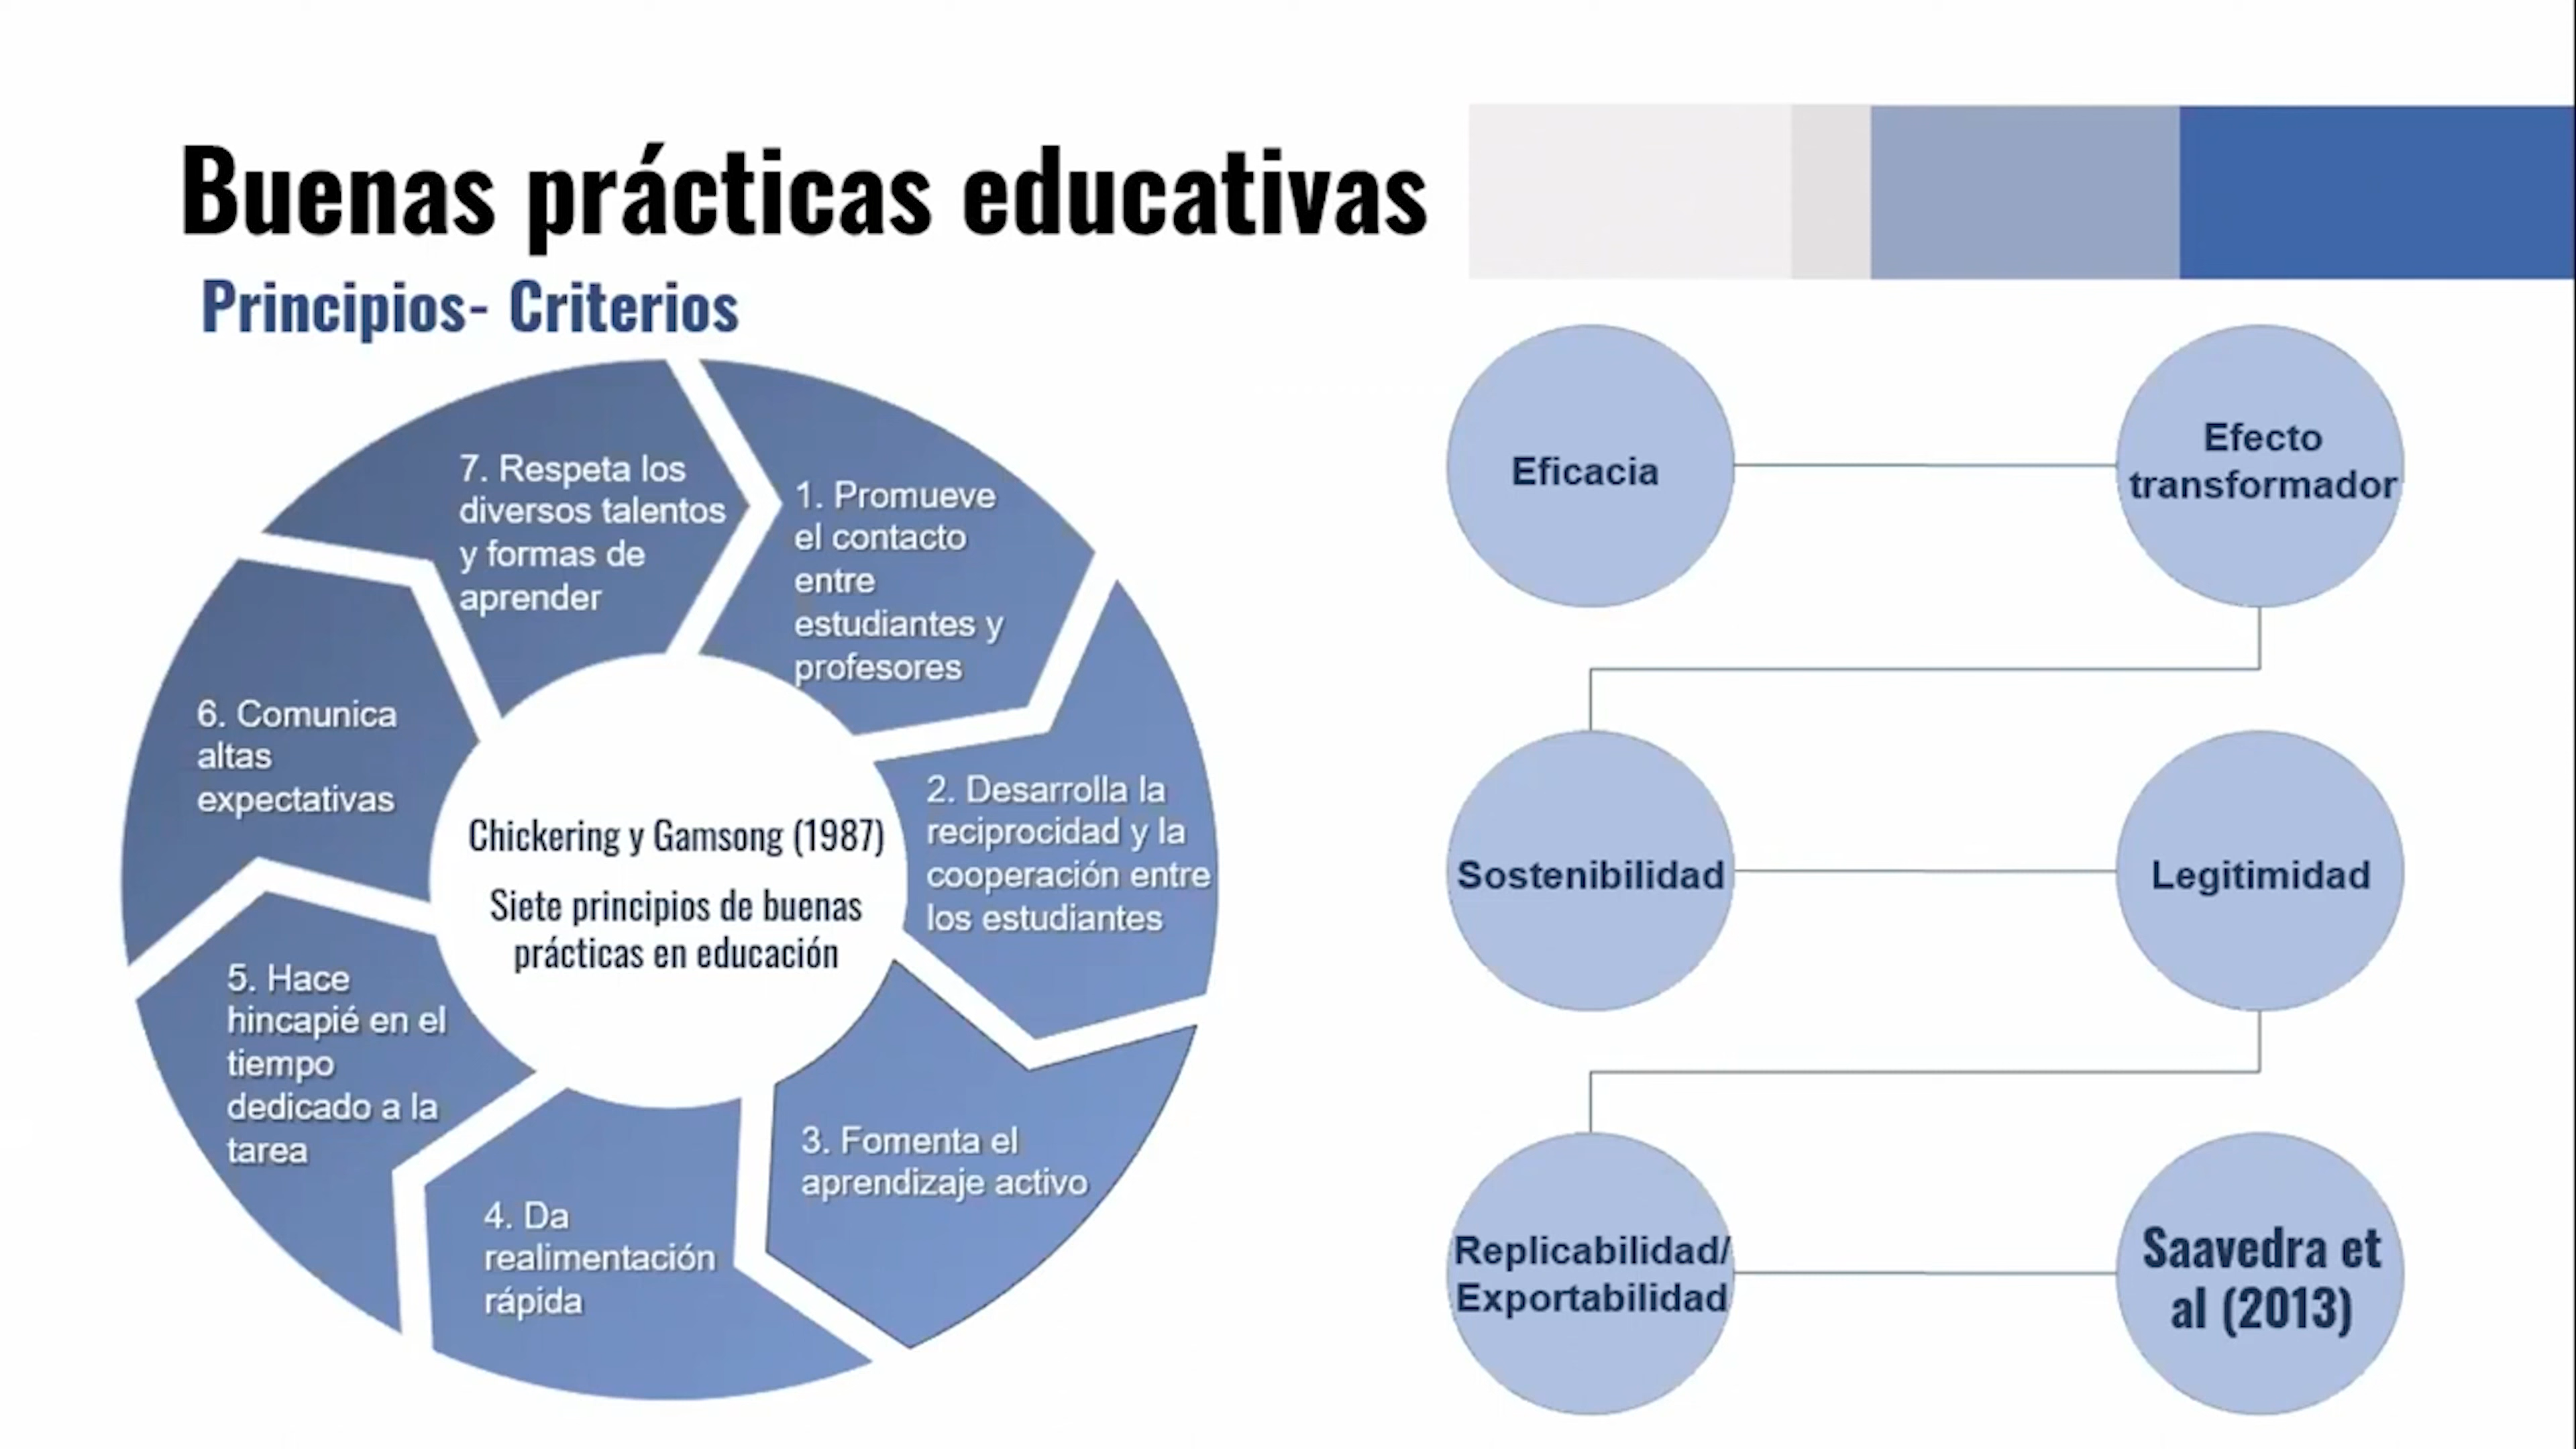 Buenas prácticas educativas
Principios- Criterios
1. Promueve
el contacto
entre
estudiantes y
profesores
2. Desarrolla la
reciprocidad y la
cooperación entre
los estudiantes
3. Fomenta el
aprendizaje activo
4. Da
realimentación
rápida
5. Hace
hincapié en el
tiempo
dedicado a la
tarea
6. Comunica
altas
expectativas
7. Respeta los
diversos talentos
y formas de
aprender
Chickering y Gamsong (1987)
Siete principios de buenas
prácticas en educación
Eficacia
Efecto
transformador
Sostenibilidad
Legitimidad
Replicabilidad/
Exportabilidad
Saavedra et
al (2013)